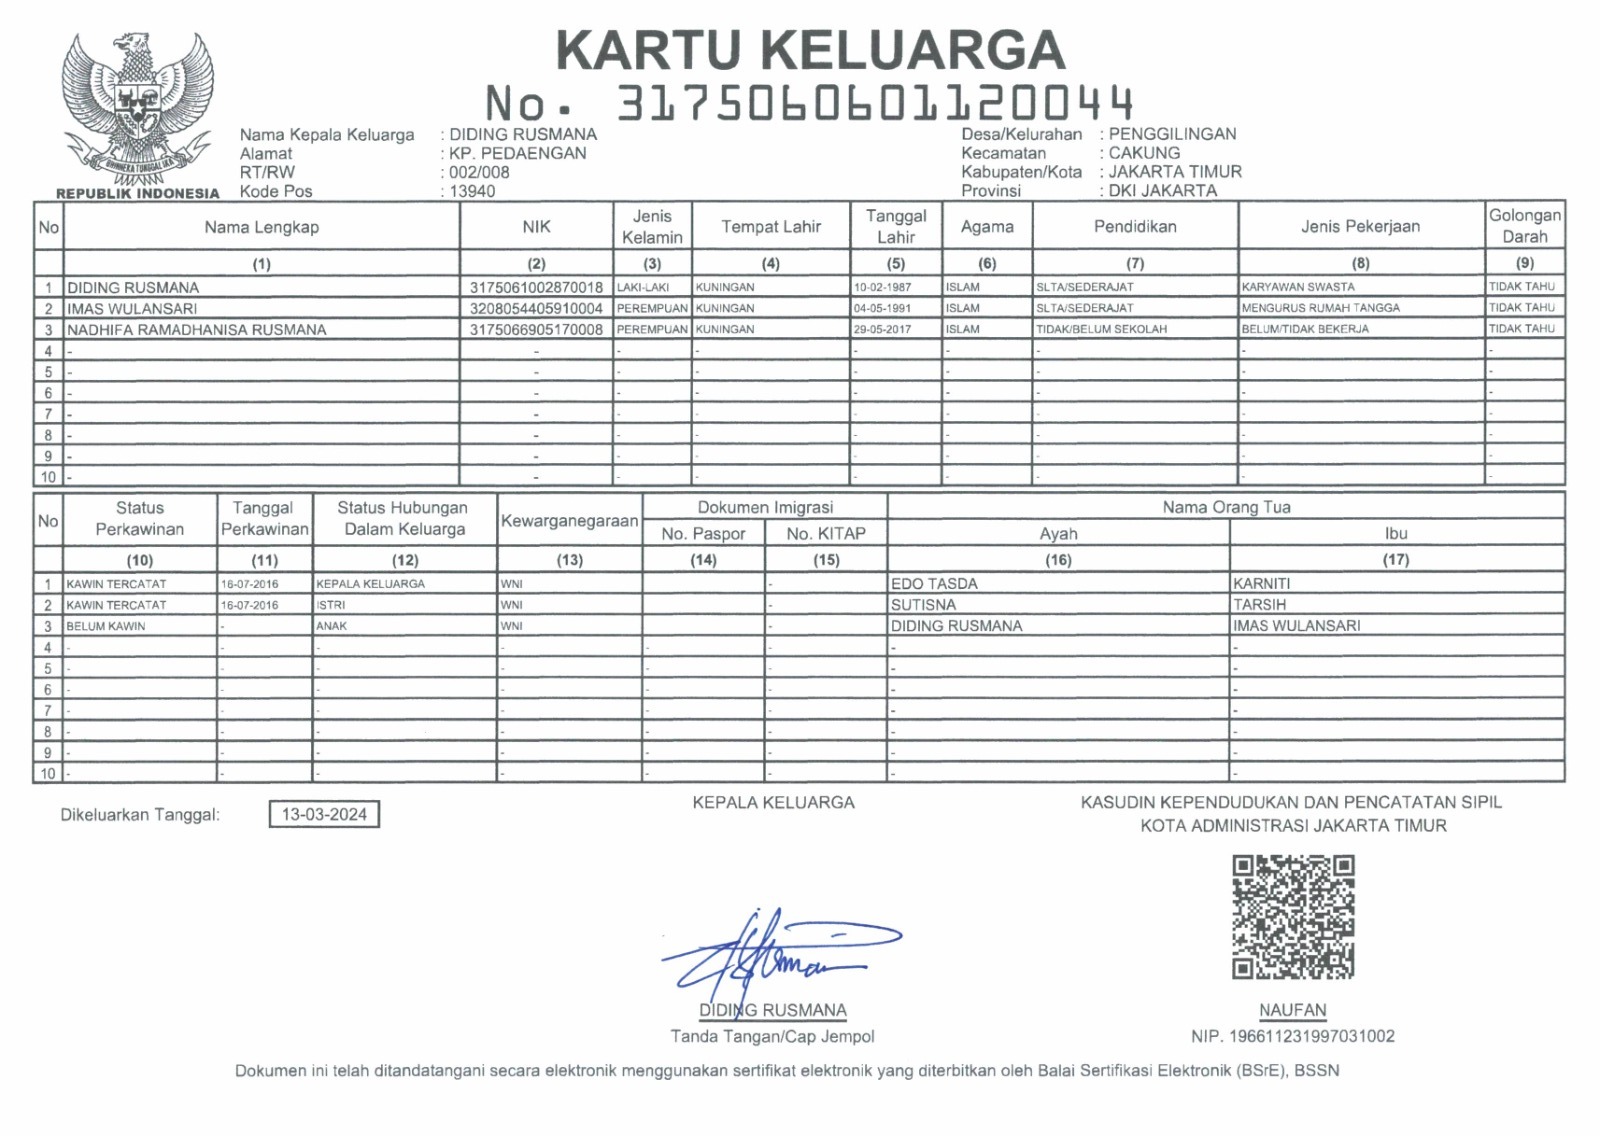 KARTU KELUARGA
No. 3175060601120044
BHINNEKA TUNGGAL IKA
REPUBLIK INDONESIA
Nama Kepala Keluarga : DIDING RUSMANA
Alamat : KP. PEDAENGAN
RT/RW : 002/008
Kode Pos : 13940
Desa/Kelurahan : PENGGILINGAN
Kecamatan : CAKUNG
Kabupaten/Kota : JAKARTA TIMUR
Provinsi : DKI JAKARTA
No Nama Lengkap NIK Jenis Kelamin Tempat Lahir Tanggal Lahir Agama Pendidikan Jenis Pekerjaan Golongan Darah
(1) (2) (3) (4) (5) (6) (7) (8) (9)
1 DIDING RUSMANA 3175061002870018 LAKI-LAKI KUNINGAN 10-02-1987 ISLAM SLTA/SEDERAJAT KARYAWAN SWASTA TIDAK TAHU
2 IMAS WULANSARI 3208054405910004 PEREMPUAN KUNINGAN 04-05-1991 ISLAM SLTA/SEDERAJAT MENGURUS RUMAH TANGGA TIDAK TAHU
3 NADHIFA RAMADHANISA RUSMANA 3175066905170008 PEREMPUAN KUNINGAN 29-05-2017 ISLAM TIDAK/BELUM SEKOLAH BELUM/TIDAK BEKERJA TIDAK TAHU
4 - - - - - - - - -
5 - - - - - - - - -
6 - - - - - - - - -
7 - - - - - - - - -
8 - - - - - - - - -
9 - - - - - - - - -
10 - - - - - - - - -
No Status Perkawinan Tanggal Perkawinan Status Hubungan Dalam Keluarga Kewarganegaraan Dokumen Imigrasi Nama Orang Tua
No. Paspor No. KITAP Ayah Ibu
(10) (11) (12) (13) (14) (15) (16) (17)
1 KAWIN TERCATAT 16-07-2016 KEPALA KELUARGA WNI - EDO TASDA KARNITI
2 KAWIN TERCATAT 16-07-2016 ISTRI WNI - SUTISNA TARSIH
3 BELUM KAWIN - ANAK WNI - DIDING RUSMANA IMAS WULANSARI
4 - - - - - - - -
5 - - - - - - - -
6 - - - - - - - -
7 - - - - - - - -
8 - - - - - - - -
9 - - - - - - - -
10 - - - - - - - -
Dikeluarkan Tanggal: 13-03-2024
KEPALA KELUARGA
DIDING RUSMANA
Tanda Tangan/Cap Jempol
KASUDIN KEPENDUDUKAN DAN PENCATATAN SIPIL
KOTA ADMINISTRASI JAKARTA TIMUR
NAUFAN
NIP. 196611231997031002
Dokumen ini telah ditandatangani secara elektronik menggunakan sertifikat elektronik yang diterbitkan oleh Balai Sertifikasi Elektronik (BSrE), BSSN